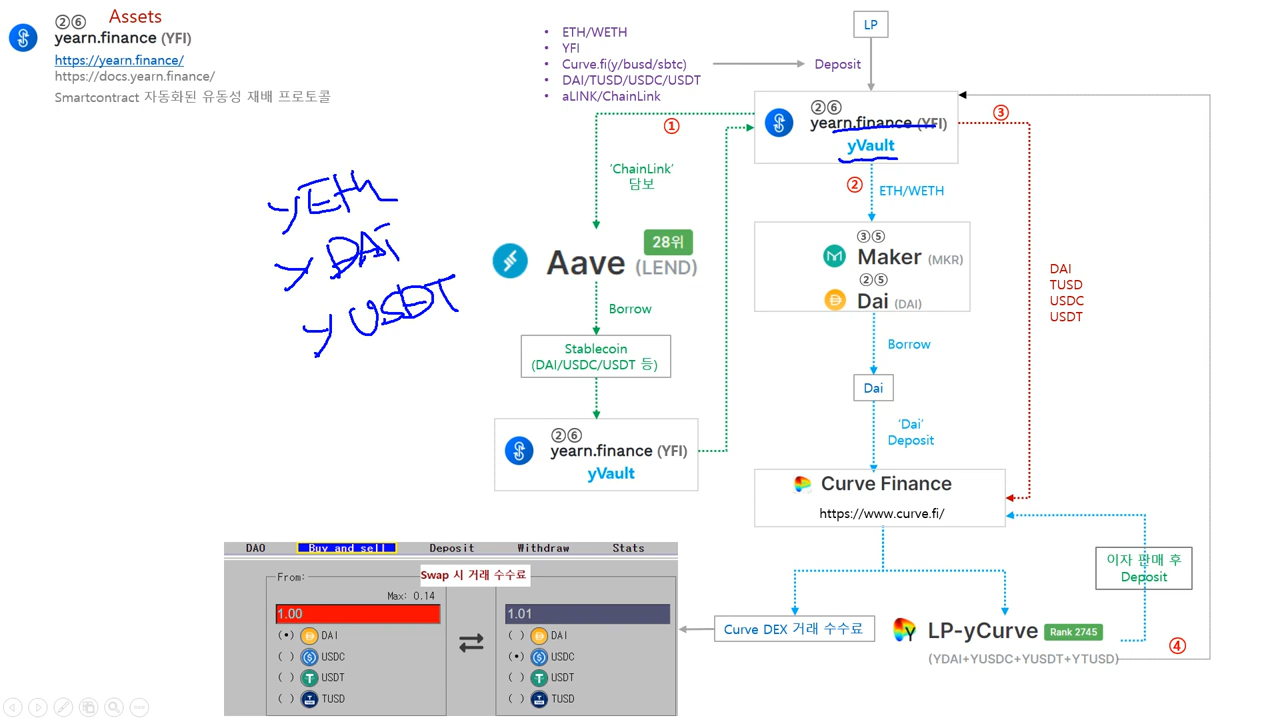 ②⑥ Assets
yearn.finance (YFI)
https://yearn.finance/
https://docs.yearn.finance/
Smartcontract 자동화된 유동성 재배 프로토콜
• ETH/WETH
• YFI
• Curve.fi(y/busd/sbtc)
• DAI/TUSD/USDC/USDT
• aLINK/ChainLink
LP
Deposit
②⑥
yearn.finance (YFI)
yVault
①
②
③
'ChainLink'
담보
ETH/WETH
yETH
y DAi
y USDT
28위
Aave (LEND)
③⑤
Maker (MKR)
②⑤
Dai (DAI)
DAI
TUSD
USDC
USDT
Borrow
Stablecoin
(DAI/USDC/USDT 등)
Borrow
Dai
'Dai'
Deposit
②⑥
yearn.finance (YFI)
yVault
Curve Finance
https://www.curve.fi/
이자 판매 후
Deposit
DAO Buy and sell Deposit Withdraw Stats
Swap 시 거래 수수료
From:
Max: 0.14
1.00
1.01
(•) DAI
( ) USDC
( ) USDT
( ) TUSD
( ) DAI
(•) USDC
( ) USDT
( ) TUSD
Curve DEX 거래 수수료
LP-yCurve Rank 2745
(YDAI+YUSDC+YUSDT+YTUSD)
④